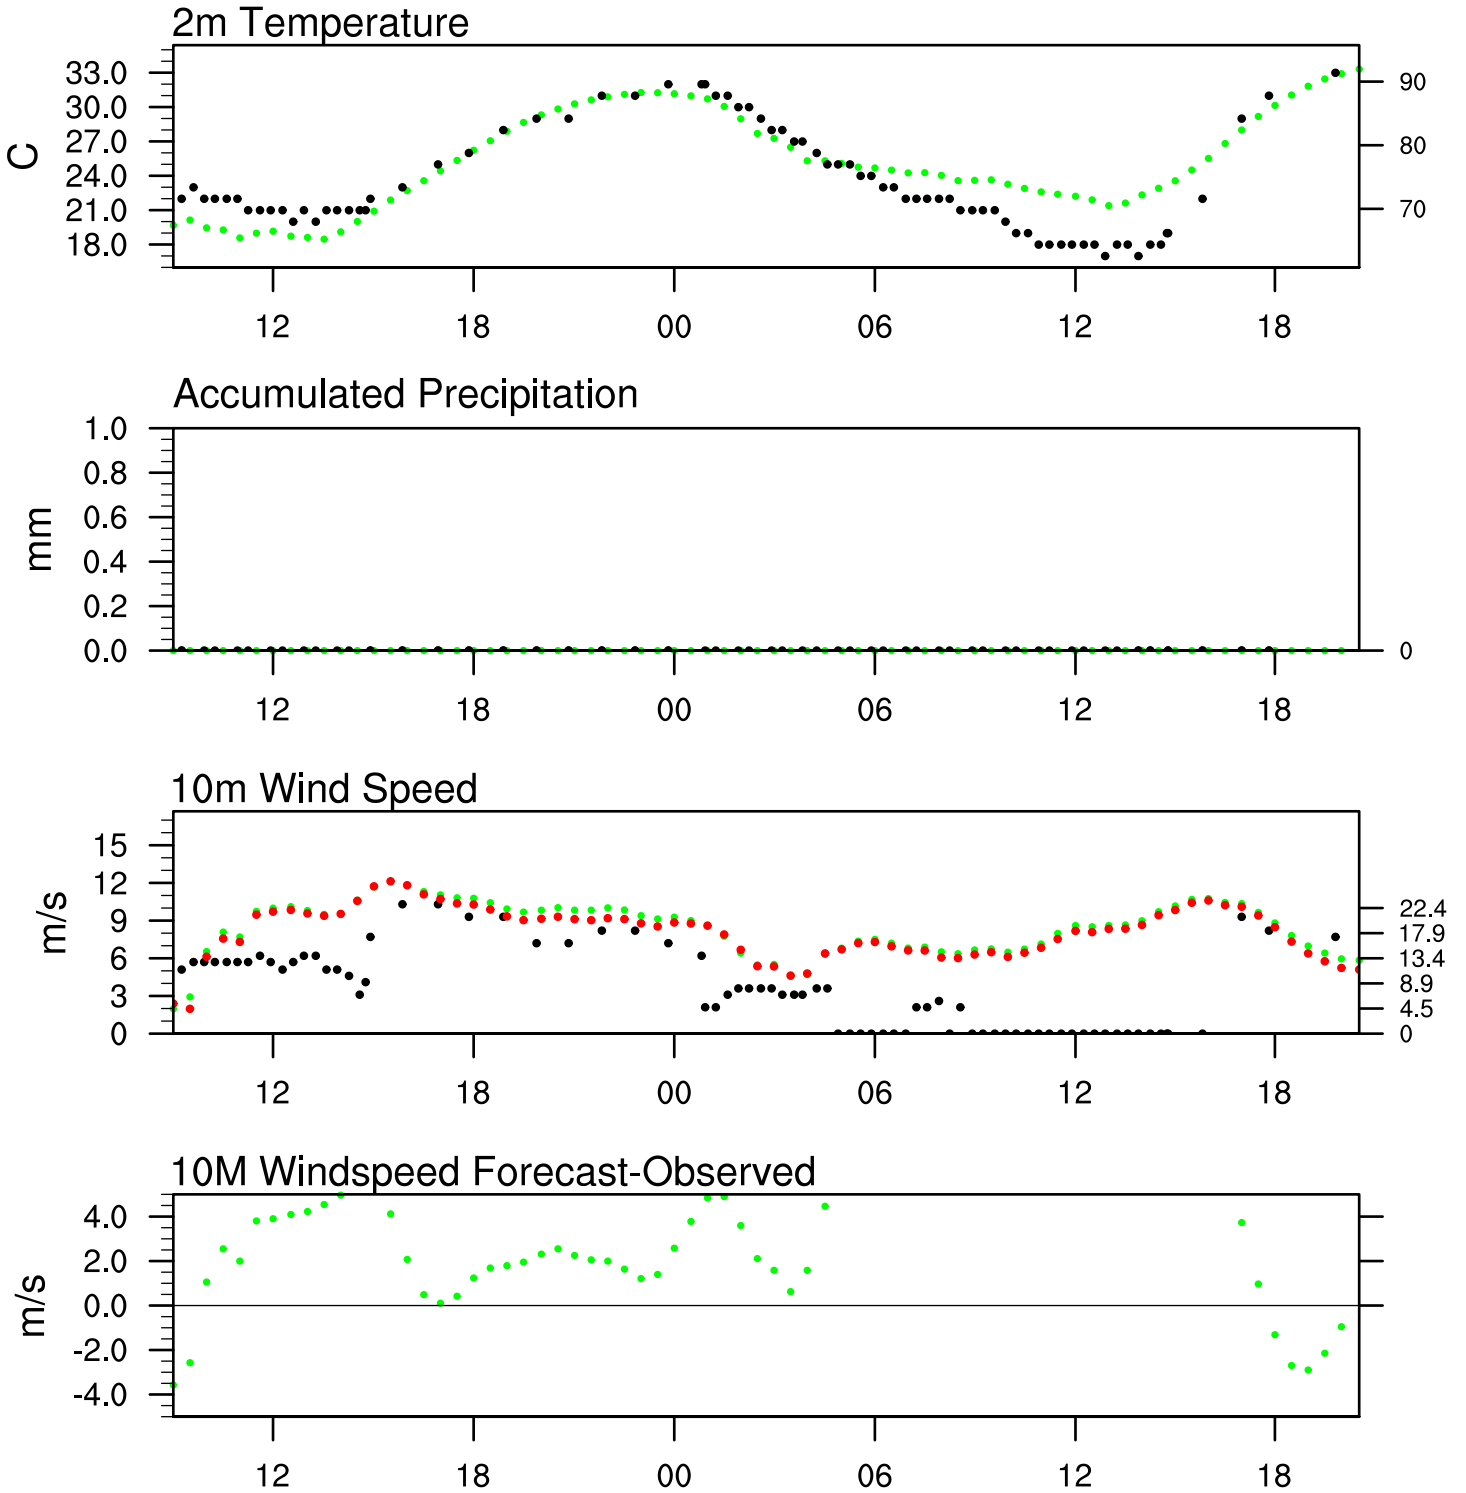 2m Temperature
33.0
30.0
27.0
24.0
21.0
18.0
C
90
80
70
12 18 00 06 12 18
Accumulated Precipitation
1.0
0.8
0.6
0.4
0.2
0.0
mm
0
12 18 00 06 12 18
10m Wind Speed
15
12
9
6
3
0
m/s
22.4
17.9
13.4
8.9
4.5
0
12 18 00 06 12 18
10M Windspeed Forecast-Observed
4.0
2.0
0.0
-2.0
-4.0
m/s
12 18 00 06 12 18